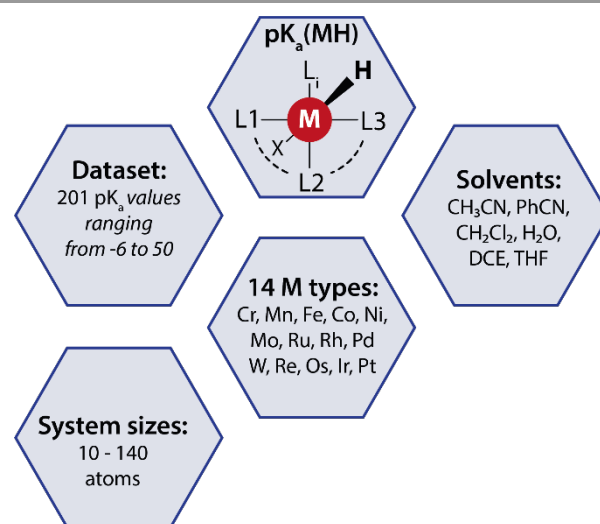 pKₐ(MH)
Lᵢ
H
L1
M
L3
X
L2
Dataset:
201 pKₐ values
ranging
from -6 to 50
Solvents:
CH₃CN, PhCN,
CH₂Cl₂, H₂O,
DCE, THF
14 M types:
Cr, Mn, Fe, Co, Ni,
Mo, Ru, Rh, Pd
W, Re, Os, Ir, Pt
System sizes:
10 - 140
atoms